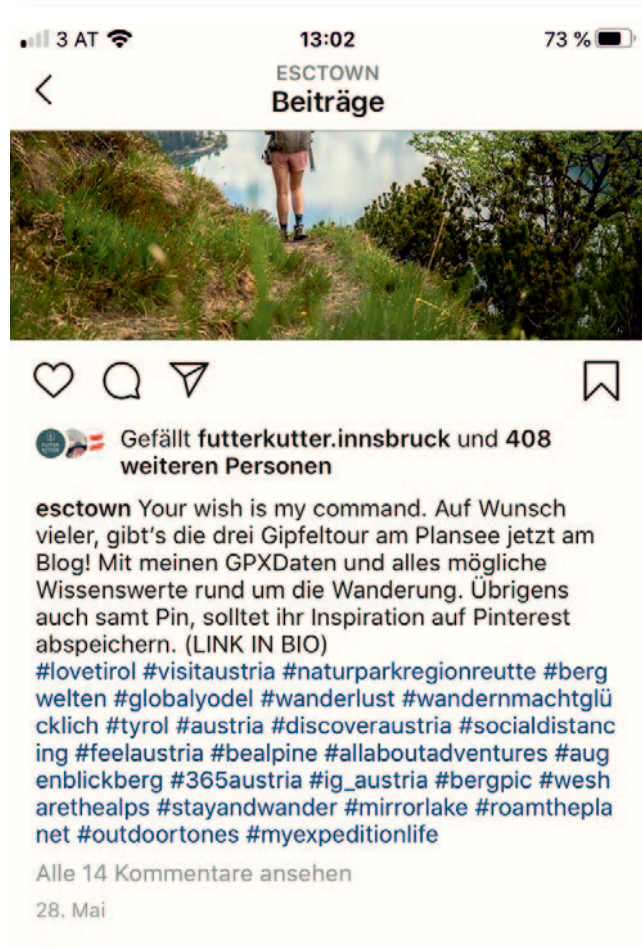 3 AT 13:02 73 %
ESCTOWN
Beiträge
Gefällt futterkutter.innsbruck und 408
weiteren Personen
esctown Your wish is my command. Auf Wunsch
vieler, gibt's die drei Gipfeltour am Plansee jetzt am
Blog! Mit meinen GPXDaten und alles mögliche
Wissenswerte rund um die Wanderung. Übrigens
auch samt Pin, solltet ihr Inspiration auf Pinterest
abspeichern. (LINK IN BIO)
#lovetirol #visitaustria #naturparkregionreutte #berg
welten #globalyodel #wanderlust #wandernmachtglü
cklich #tyrol #austria #discoveraustria #socialdistanc
ing #feelaustria #bealpine #allaboutadventures #aug
enblickberg #365austria #ig_austria #bergpic #wesh
arethealps #stayandwander #mirrorlake #roamthepla
net #outdoortones #myexpeditionlife
Alle 14 Kommentare ansehen
28. Mai